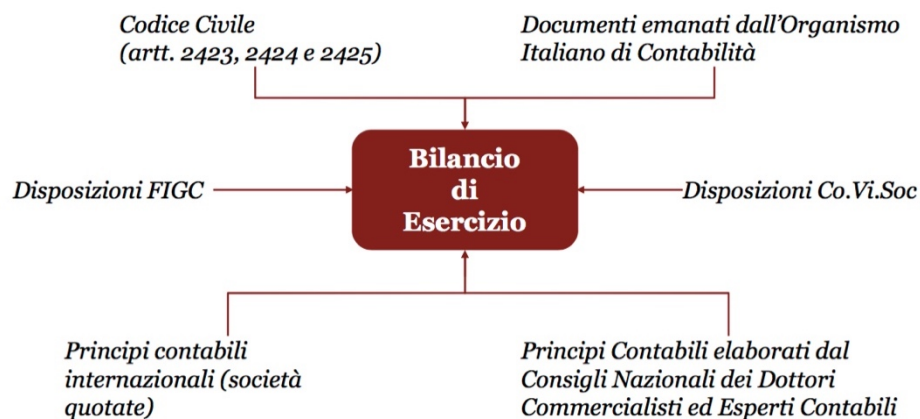 Codice Civile
(artt. 2423, 2424 e 2425)
Documenti emanati dall'Organismo
Italiano di Contabilità
Bilancio
di
Esercizio
Disposizioni FIGC
Disposizioni Co.Vi.Soc
Principi contabili
internazionali (società
quotate)
Principi Contabili elaborati dal
Consigli Nazionali dei Dottori
Commercialisti ed Esperti Contabili